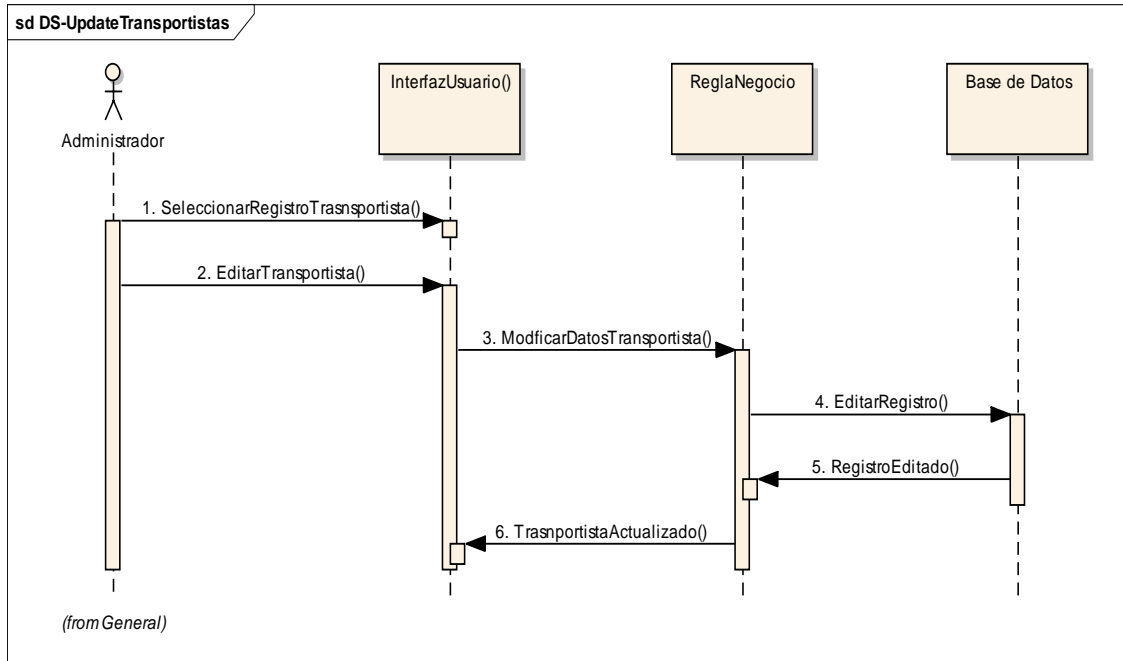 sd DS-UpdateTransportistas
Administrador
InterfazUsuario()
ReglaNegocio
Base de Datos
1. SeleccionarRegistroTrasnsportista()
2. EditarTransportista()
3. ModficarDatosTransportista()
4. EditarRegistro()
5. RegistroEditado()
6. TrasnportistaActualizado()
(from General)